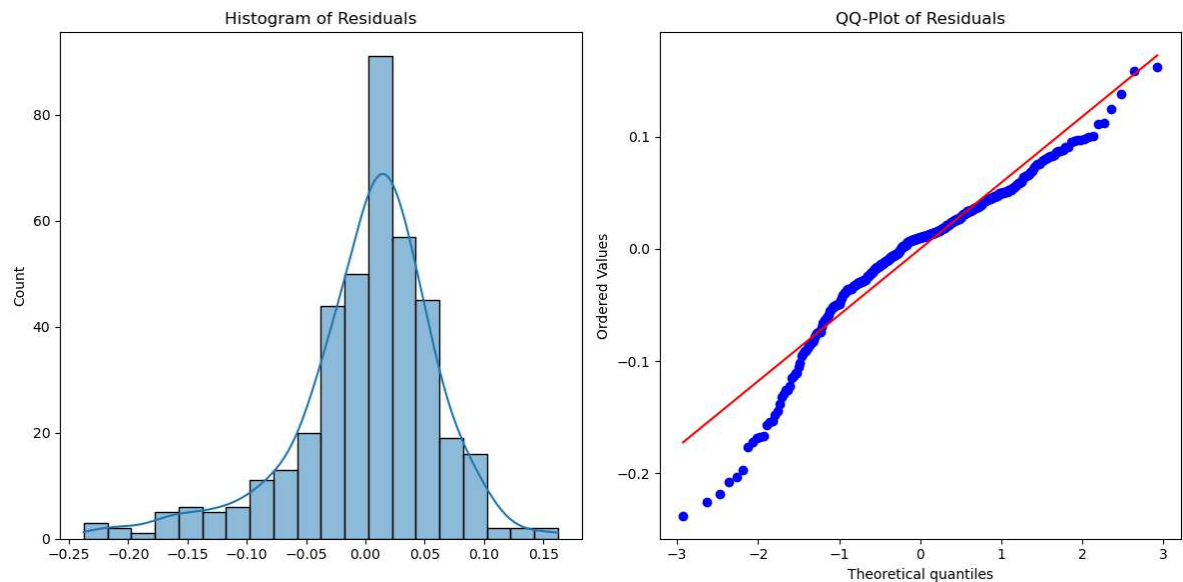 Histogram of Residuals
Count
80
60
40
20
0
−0.25 −0.20 −0.15 −0.10 −0.05 0.00 0.05 0.10 0.15
QQ-Plot of Residuals
Ordered Values
0.1
0.0
−0.1
−0.2
−3 −2 −1 0 1 2 3
Theoretical quantiles